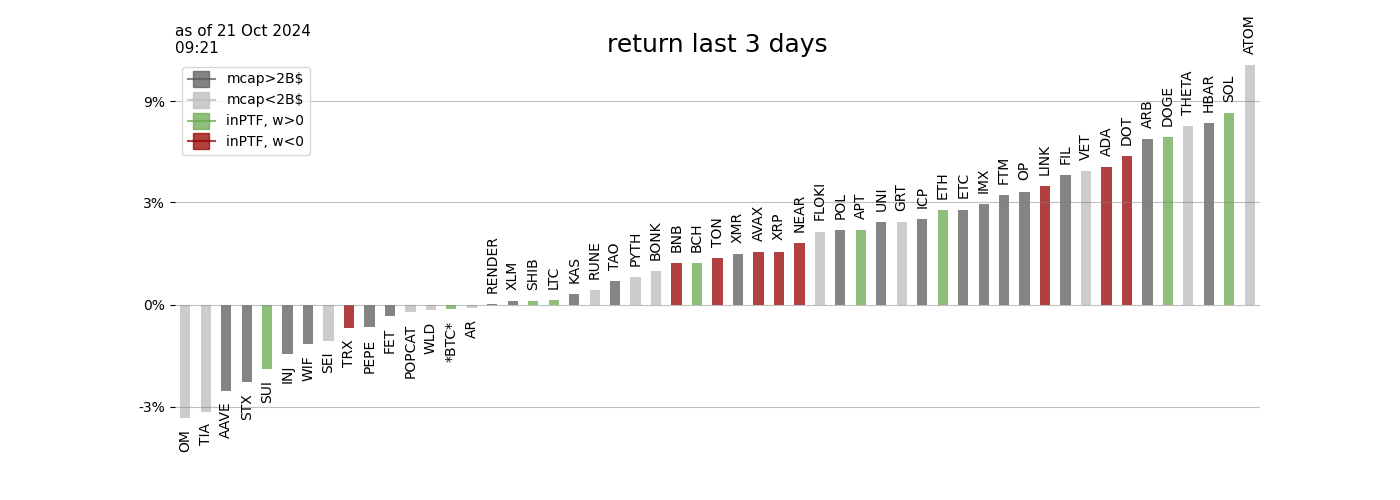 as of 21 Oct 2024
09:21
return last 3 days
mcap>2B$
mcap<2B$
inPTF, w>0
inPTF, w<0
9%
3%
0%
-3%
OM
TIA
AAVE
STX
SUI
INJ
WIF
SEI
TRX
PEPE
FET
POPCAT
WLD
*BTC*
AR
RENDER
XLM
SHIB
LTC
KAS
RUNE
TAO
PYTH
BONK
BNB
BCH
TON
XMR
AVAX
XRP
NEAR
FLOKI
POL
APT
UNI
GRT
ICP
ETH
ETC
IMX
FTM
OP
LINK
FIL
VET
ADA
DOT
ARB
DOGE
THETA
HBAR
SOL
ATOM